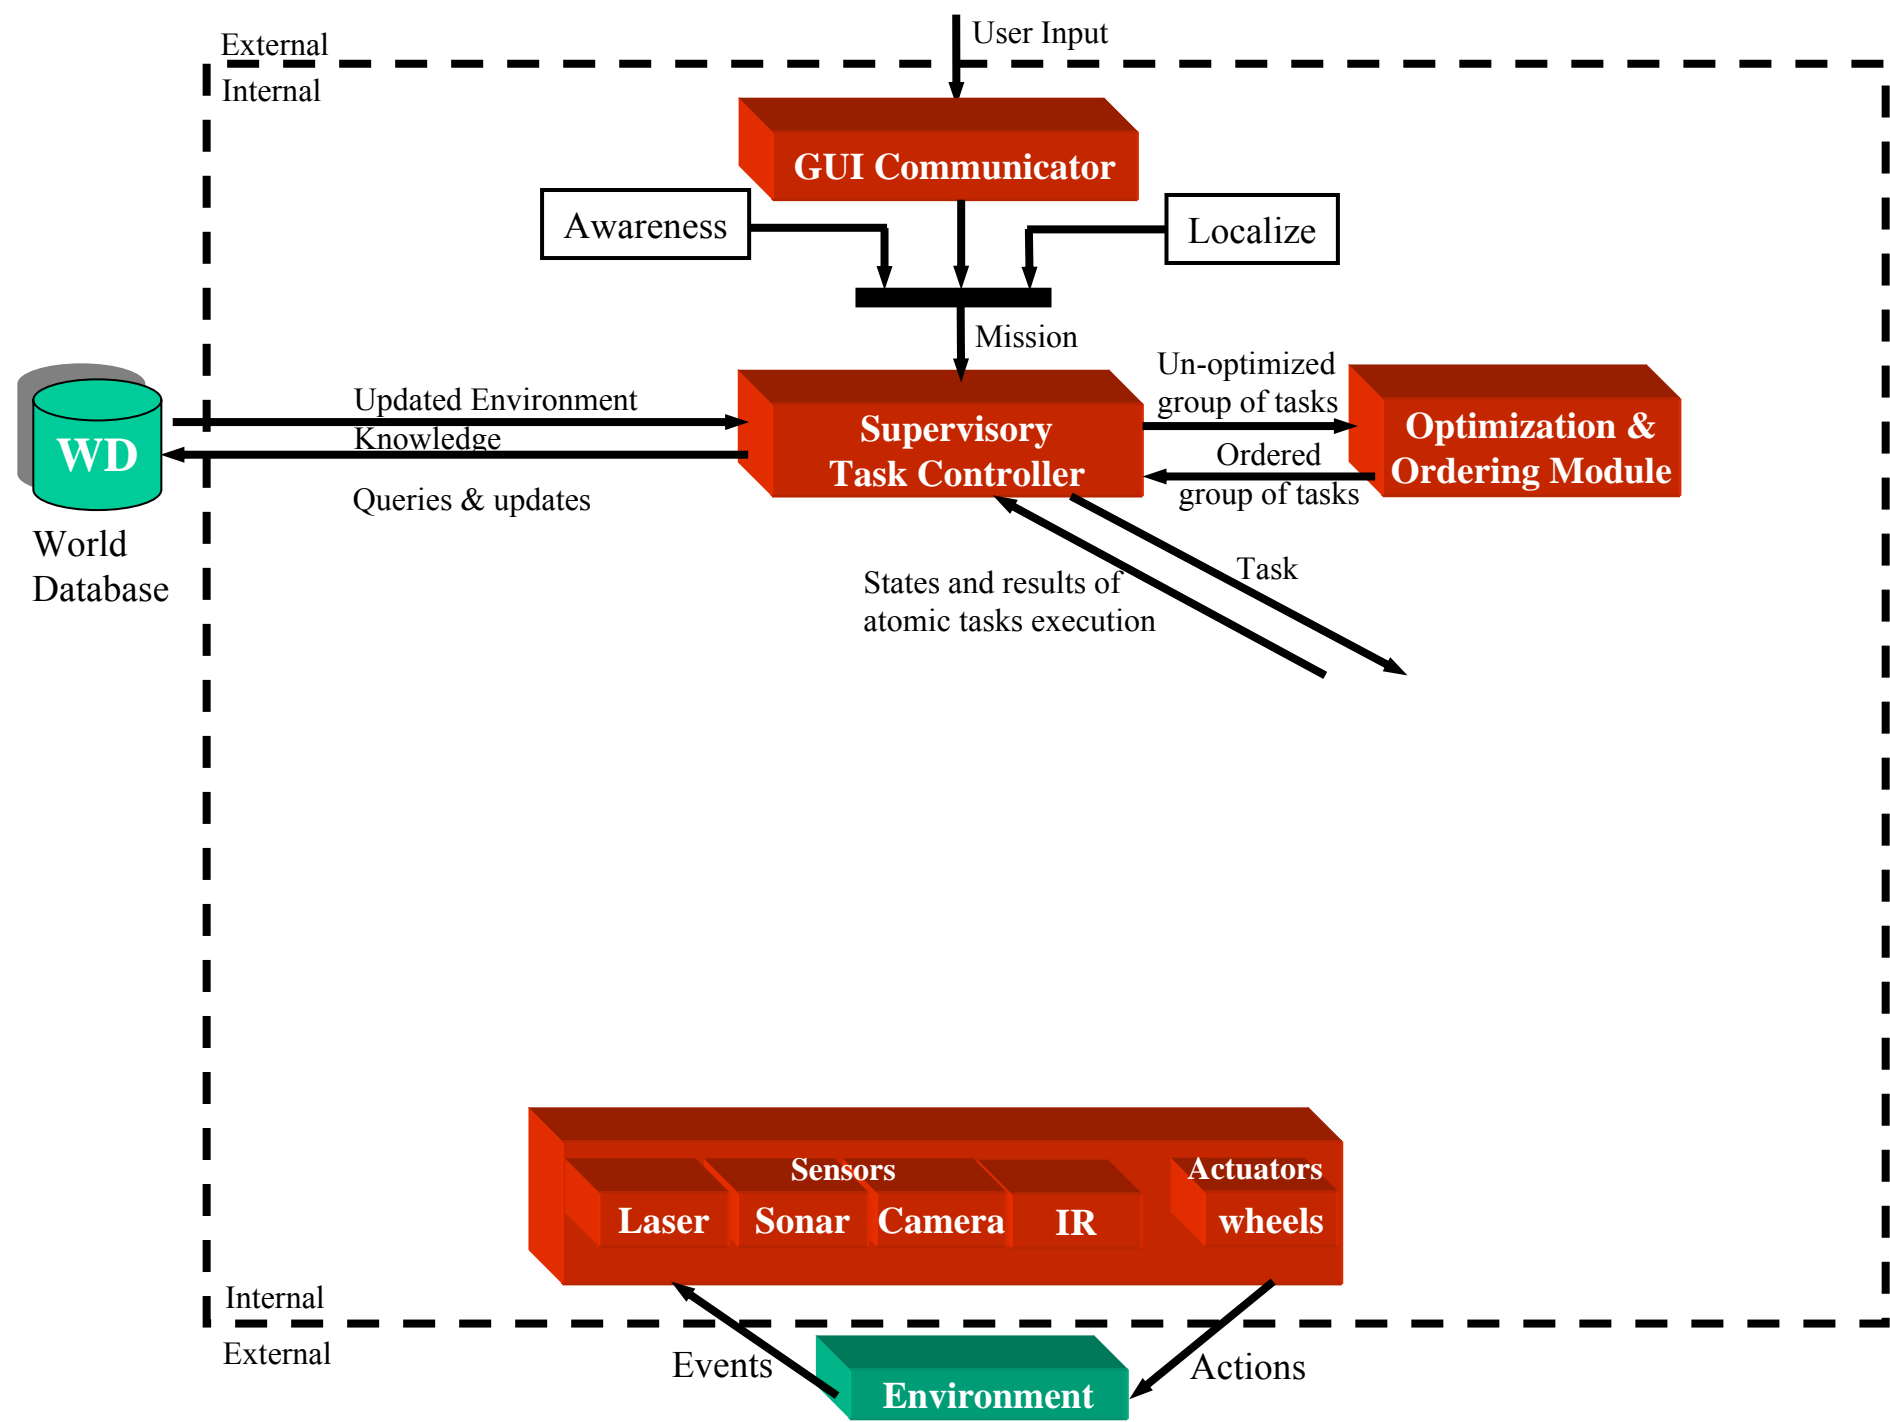 User Input
External
Internal
GUI Communicator
Awareness
Localize
Mission
Un-optimized
group of tasks
Updated Environment
Knowledge
Supervisory
Task Controller
Optimization &
Ordering Module
Ordered
group of tasks
WD
Queries & updates
World
Database
Task
States and results of
atomic tasks execution
Sensors
Actuators
Laser
Sonar
Camera
IR
wheels
Internal
External
Events
Actions
Environment